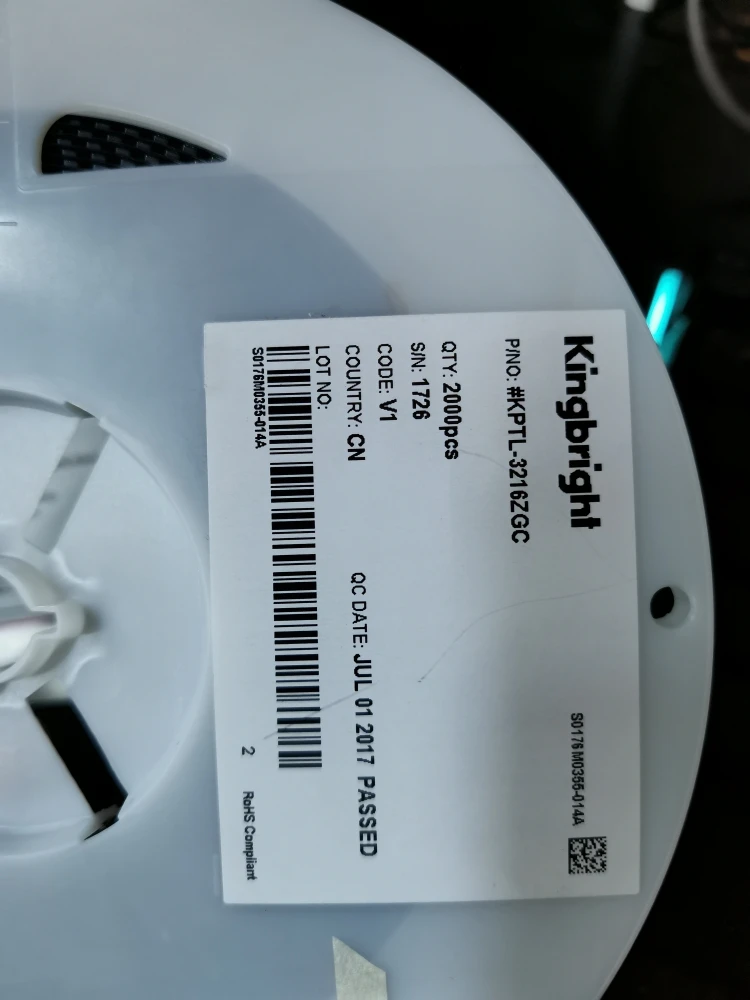 Kingbright
S0176M0355-014A
P/NO: #KPTL-3216ZGC
QTY: 2000pcs
S/N: 1726
CODE: V1
COUNTRY: CN
QC DATE: JUL 01 2017 PASSED
LOT NO:
S0176M0355-014A
2
RoHS Compliant